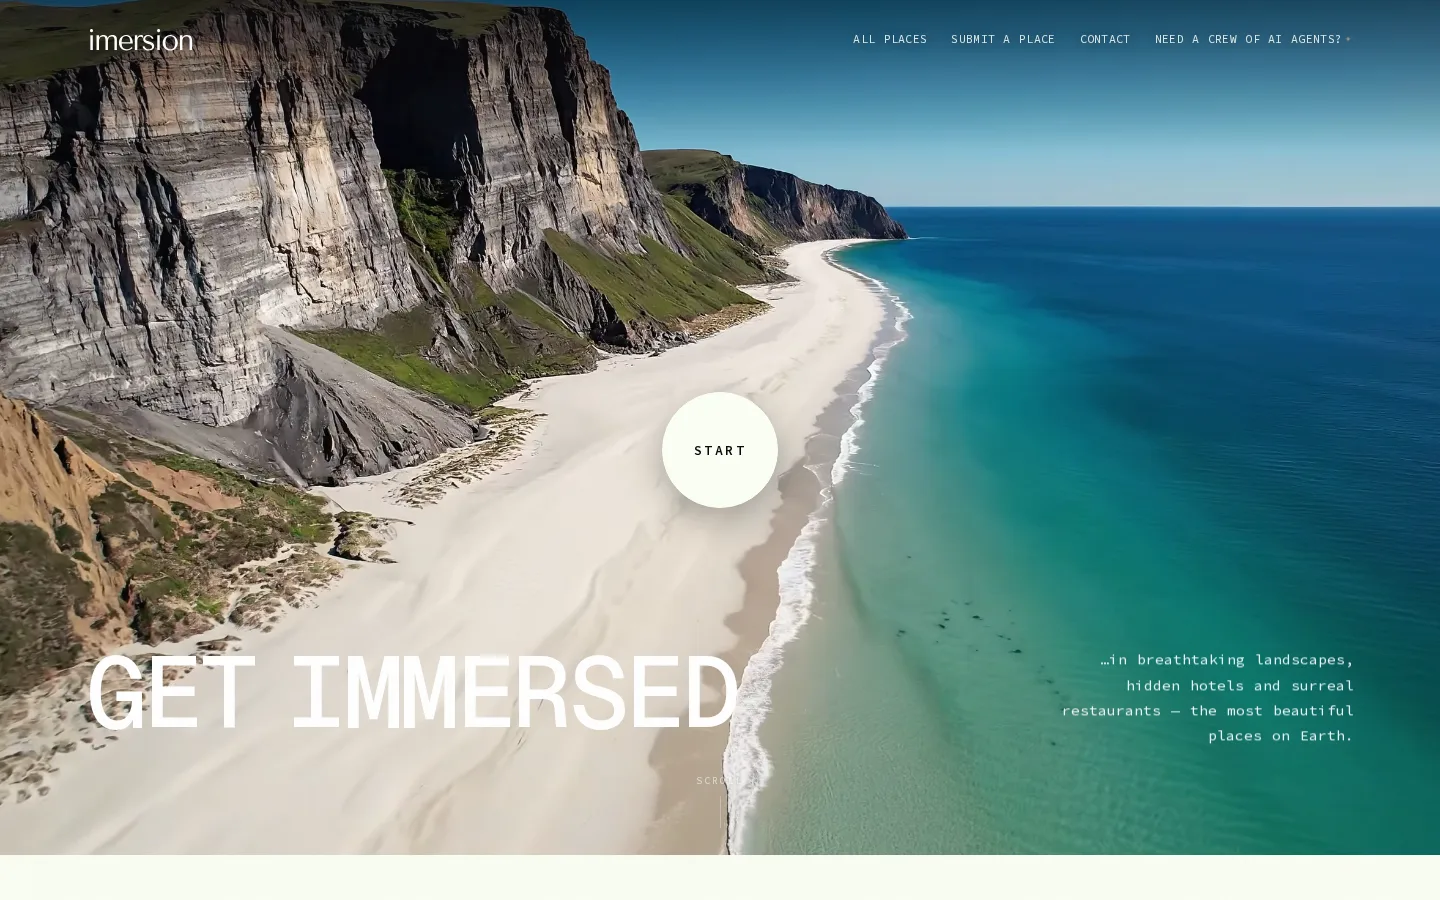 imersion
ALL PLACES SUBMIT A PLACE CONTACT NEED A CREW OF AI AGENTS?
START
GET IMMERSED
…in breathtaking landscapes,
hidden hotels and surreal
restaurants — the most beautiful
places on Earth.